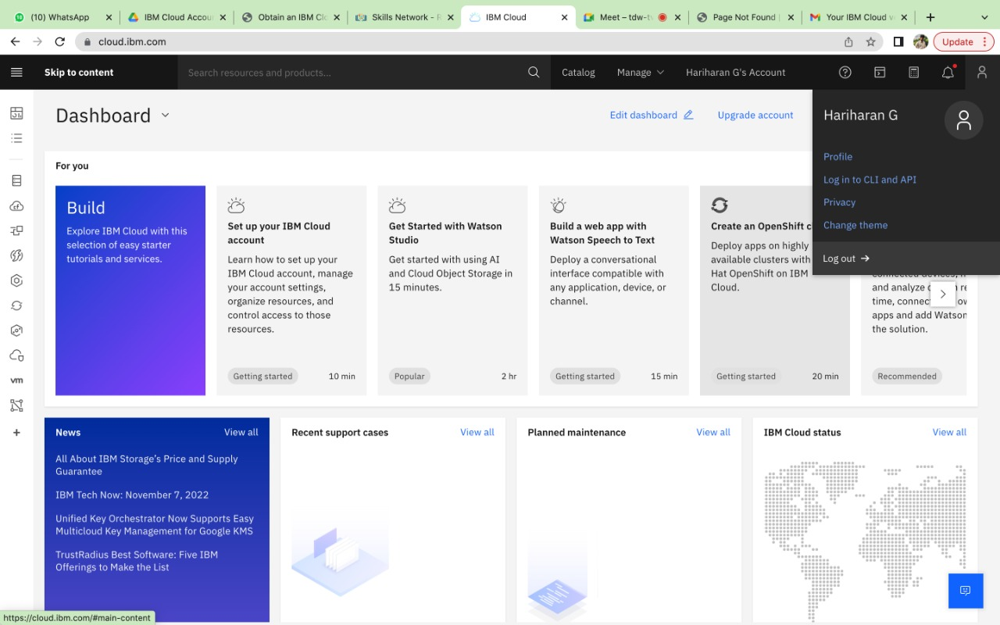 (10) WhatsApp
IBM Cloud Accou
Obtain an IBM Clo
Skills Network - R
IBM Cloud
Meet – tdw-tv
Page Not Found |
Your IBM Cloud v
cloud.ibm.com
Update
Skip to content
Search resources and products...
Catalog
Manage
Hariharan G's Account
Dashboard
Edit dashboard
Upgrade account
Hariharan G
Profile
Log in to CLI and API
Privacy
Change theme
Log out
For you
Build
Explore IBM Cloud with this
selection of easy starter
tutorials and services.
Set up your IBM Cloud
account
Learn how to set up your
IBM Cloud account, manage
your account settings,
organize resources, and
control access to those
resources.
Getting started
10 min
Get Started with Watson
Studio
Get started with using AI
and Cloud Object Storage in
15 minutes.
Popular
2 hr
Build a web app with
Watson Speech to Text
Deploy a conversational
interface compatible with
any application, device, or
channel.
Getting started
15 min
Create an OpenShift c
Deploy apps on highly
available clusters with
Hat OpenShift on IBM
Cloud.
Getting started
20 min
and analyze
time, connec
apps and add Watson
the solution.
Recommended
vm
News
View all
All About IBM Storage's Price and Supply
Guarantee
IBM Tech Now: November 7, 2022
Unified Key Orchestrator Now Supports Easy
Multicloud Key Management for Google KMS
TrustRadius Best Software: Five IBM
Offerings to Make the List
Recent support cases
View all
Planned maintenance
View all
IBM Cloud status
View all
https://cloud.ibm.com/#main-content